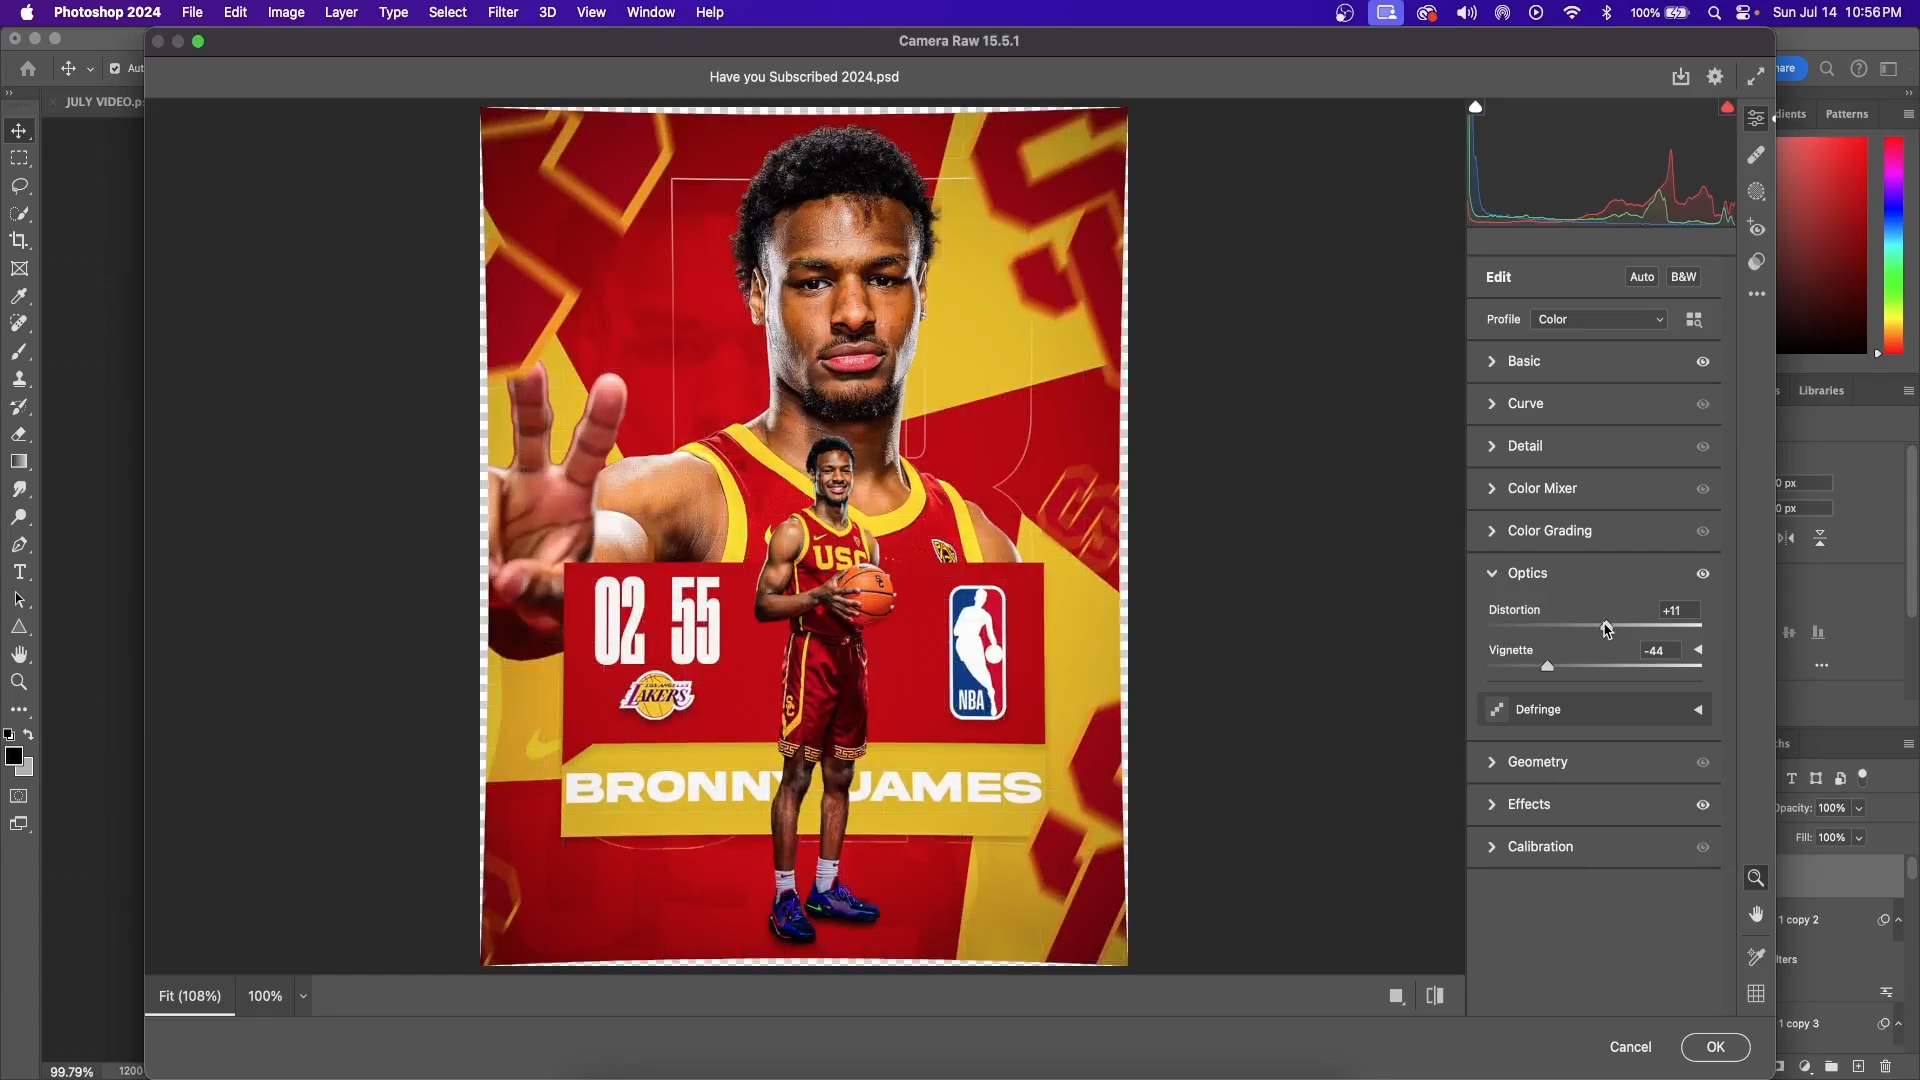 Photoshop 2024 File Edit Image Layer Type Select Filter 3D View Window Help 100% Sun Jul 14 10:56 PM
Camera Raw 15.5.1
Have you Subscribed 2024.psd
JULY VIDEO.p
Patterns
Edit Auto B&W
Profile Color
Basic
Curve
Libraries
Detail
Color Mixer
Color Grading
Optics
Distortion +11
Vignette -44
Defringe
Geometry
Effects
Calibration
0 px
0 px
Opacity: 100%
Fill: 100%
1 copy 2
1 copy 3
USC
SC
02 55
LOS ANGELES
LAKERS
NBA
SC
BRONNY JAMES
Fit (108%) 100%
Cancel OK
99.79% 1200